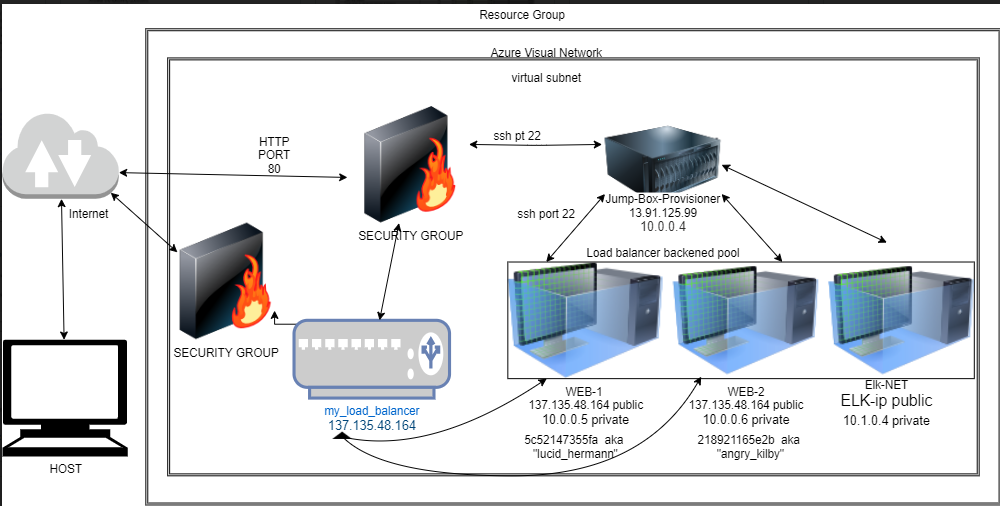 Resource Group
Azure Visual Network
virtual subnet
HTTP
PORT
80
ssh pt 22
Internet
SECURITY GROUP
Jump-Box-Provisioner
13.91.125.99
10.0.0.4
ssh port 22
Load balancer backened pool
SECURITY GROUP
my_load_balancer
137.135.48.164
WEB-1
137.135.48.164 public
10.0.0.5 private
5c52147355fa aka
"lucid_hermann"
WEB-2
137.135.48.164 public
10.0.0.6 private
218921165e2b aka
"angry_kilby"
Elk-NET
ELK-ip public
10.1.0.4 private
HOST